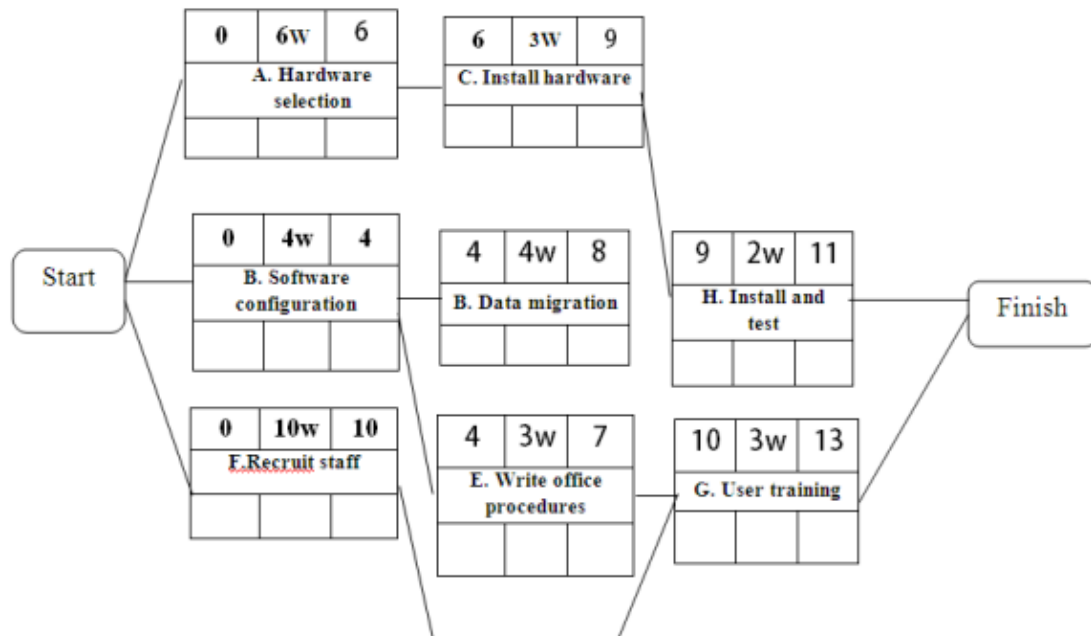 0 6W 6
A. Hardware
selection
6 3W 9
C. Install hardware
Start
0 4w 4
B. Software
configuration
4 4w 8
B. Data migration
9 2w 11
H. Install and
test
Finish
0 10w 10
F.Recruit staff
4 3w 7
E. Write office
procedures
10 3w 13
G. User training